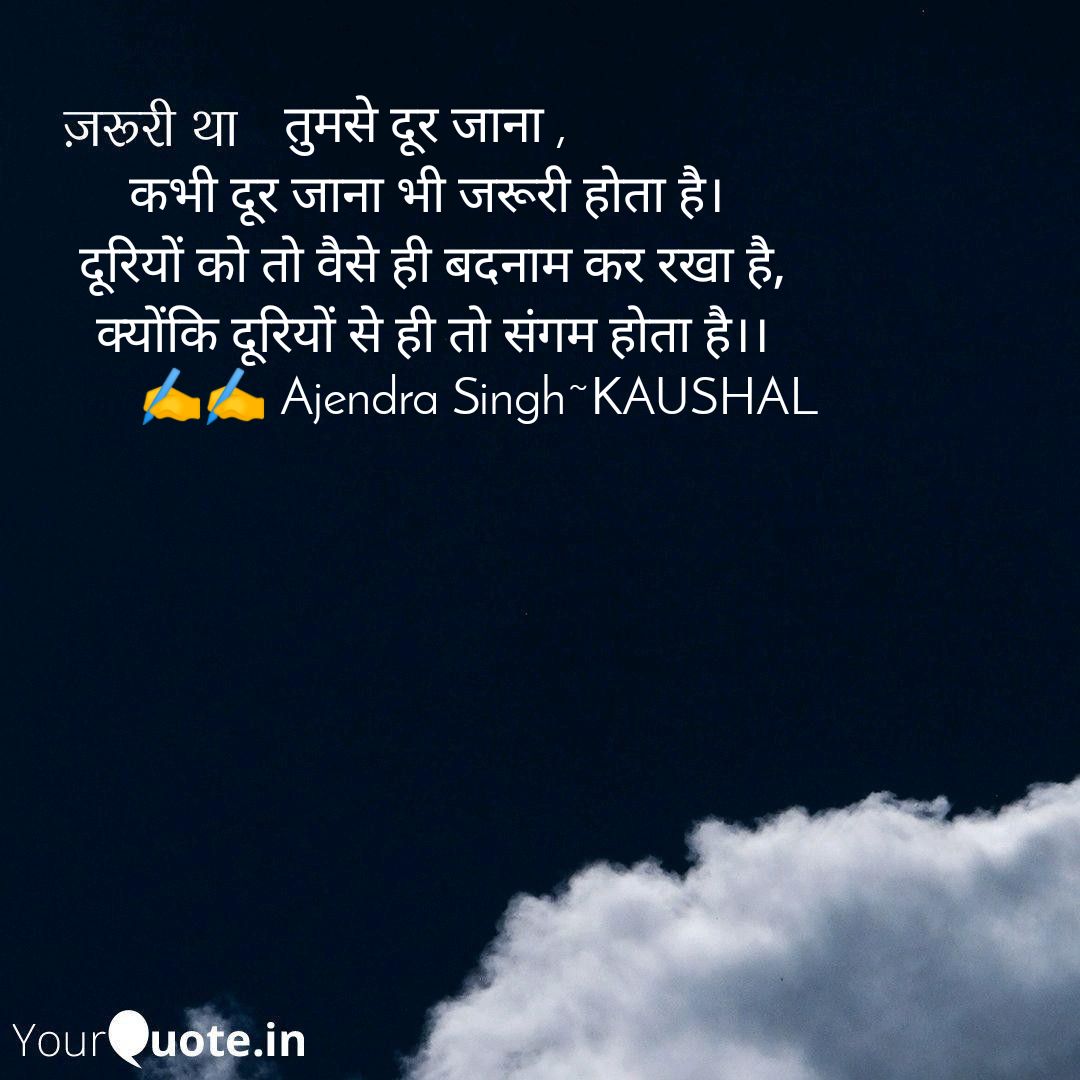 ज़रूरी था तुमसे दूर जाना ,
कभी दूर जाना भी जरूरी होता है।
दूरियों को तो वैसे ही बदनाम कर रखा है,
क्योंकि दूरियों से ही तो संगम होता है।।
✍️✍️ Ajendra Singh~KAUSHAL
YourQuote.in